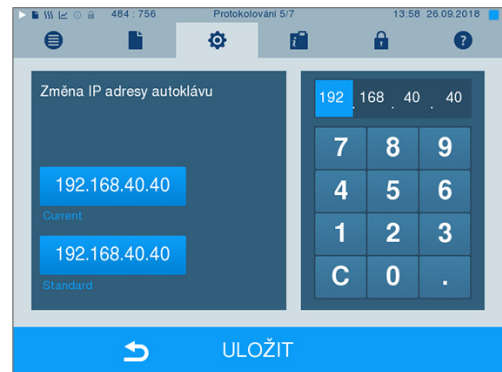 484 : 756 Protokolování 5/7 13:58 26.09.2018
Změna IP adresy autoklávu
192.168.40.40
Current
192.168.40.40
Standard
192 . 168 . 40 . 40
7 8 9
4 5 6
1 2 3
C 0 .
ULOŽIT